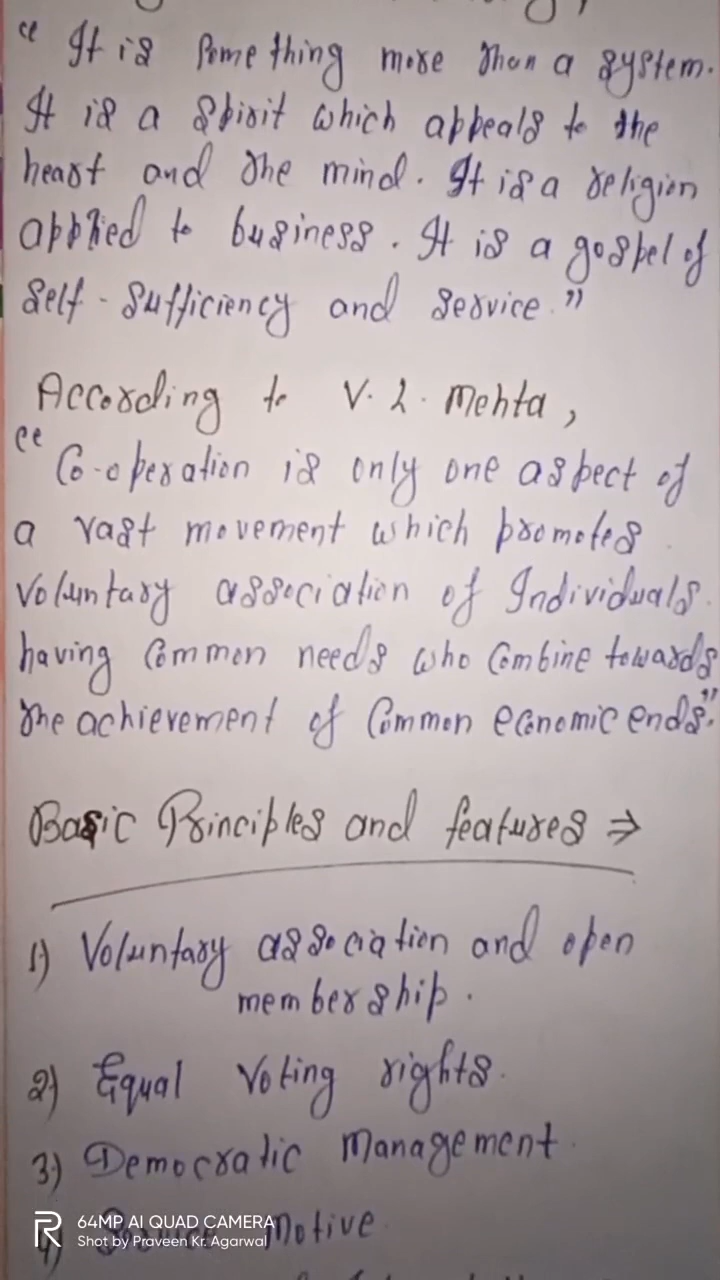 “ It is something more than a system.
It is a spirit which appeals to the
heart and the mind. It is a religion
applied to business. It is a gospel of
self - sufficiency and service.”
According to V. L. Mehta,
“ Co-operation is only one aspect of
a vast movement which promotes
voluntary association of Individuals
having common needs who combine towards
the achievement of common economic ends.”
Basic Principles and features ⇒
1) Voluntary association and open
membership.
2) Equal Voting rights.
3) Democratic Management.
4) Motive
64MP AI QUAD CAMERA
Shot by Praveen Kr. Agarwal